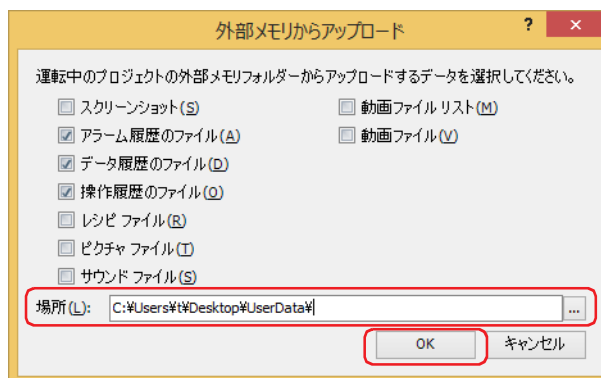 外部メモリからアップロード
? ×
運転中のプロジェクトの外部メモリフォルダーからアップロードするデータを選択してください。
スクリーンショット(S) 動画ファイル リスト(M)
アラーム履歴のファイル(A) 動画ファイル(V)
データ履歴のファイル(D)
操作履歴のファイル(O)
レシピ ファイル(R)
ピクチャ ファイル(T)
サウンド ファイル(S)
場所(L): C:¥Users¥t¥Desktop¥UserData¥ ...
OK キャンセル